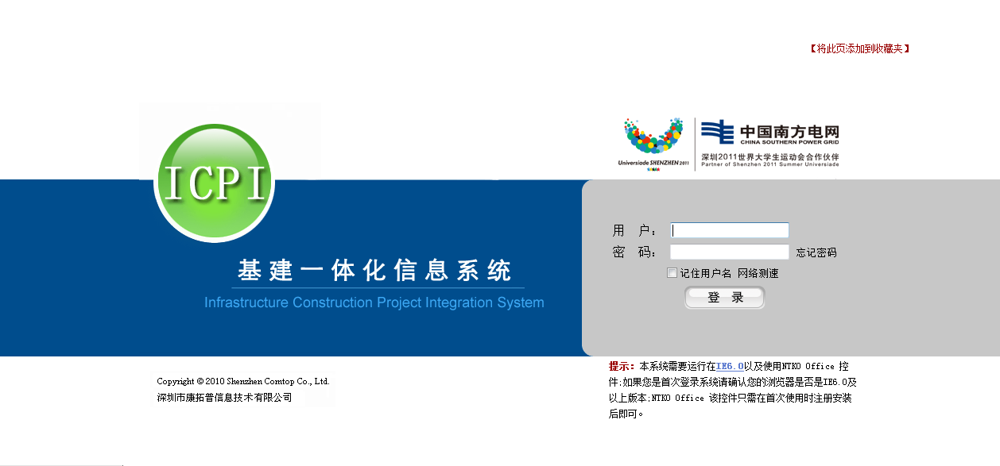 【将此页添加到收藏夹】
中国南方电网
CHINA SOUTHERN POWER GRID
Universiade SHENZHEN 2011
深圳2011世界大学生运动会合作伙伴
Partner of Shenzhen 2011 Summer Universiade
ICPI
基建一体化信息系统
Infrastructure Construction Project Integration System
用 户：
密 码： 忘记密码
记住用户名 网络测速
登 录
提示：本系统需要运行在IE6.0以及使用NTKO Office 控
件;如果您是首次登录系统请确认您的浏览器是否是IE6.0及
以上版本;NTKO Office 该控件只需在首次使用时注册安装
后即可。
Copyright © 2010 Shenzhen Comtop Co., Ltd.
深圳市康拓普信息技术有限公司